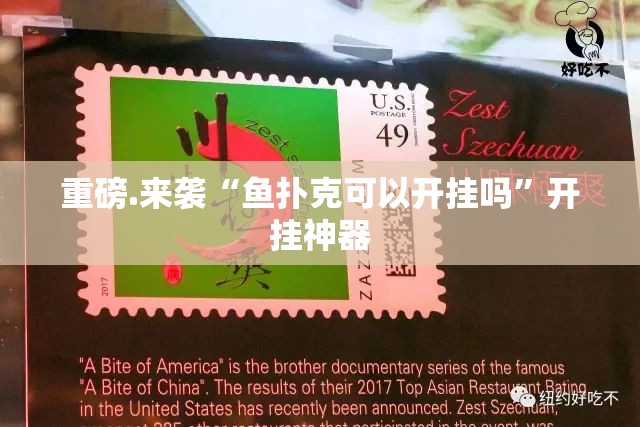 好吃不
U.S.
POSTAGE
49
Zest
Szechuan
zest sze
2017
ZAZZ
重磅.来袭“鱼扑克可以开挂吗”开
挂神器
"A Bite of America" is the brother documentary series of the famous
"A Bite of China". The results of their 2017 Top Asian Restaurant Rating
in the United States has recently been announced. Zest Szechuan,
纽约好吃不